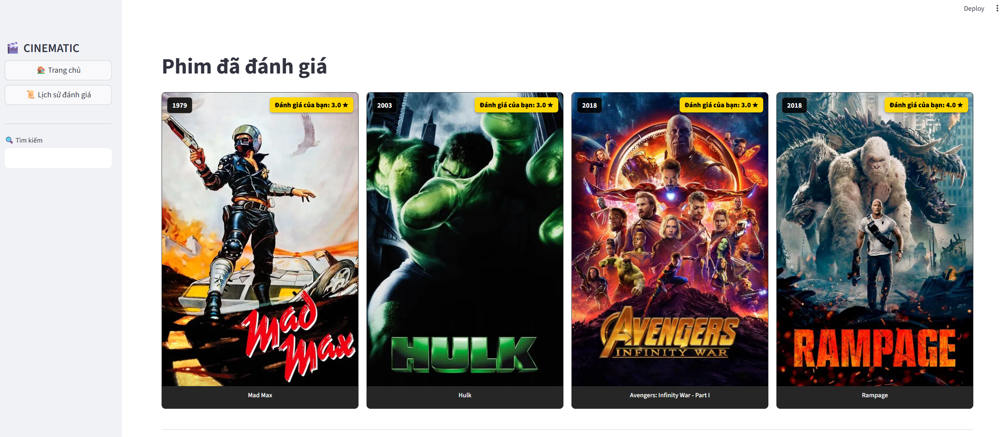 Deploy
CINEMATIC
Trang chủ
Lịch sử đánh giá
Tìm kiếm
Phim đã đánh giá
1979
Đánh giá của bạn: 3.0 ★
Mad
Max
Mad Max
2003
Đánh giá của bạn: 3.0 ★
HULK
Hulk
2018
Đánh giá của bạn: 3.0 ★
AVENGERS
INFINITY WAR
Avengers: Infinity War - Part I
2018
Đánh giá của bạn: 4.0 ★
RAMPAGE
Rampage